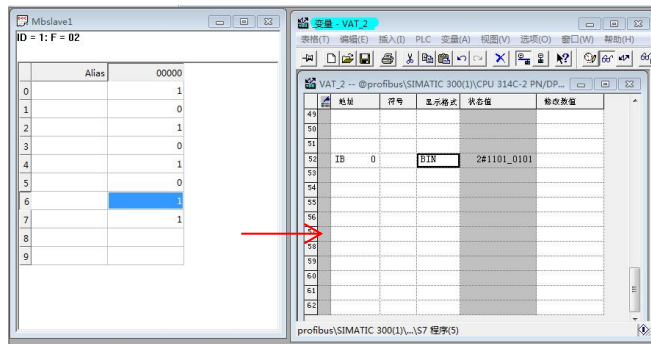 Mbslave1
ID = 1: F = 02
Alias 00000
0 1
1 0
2 1
3 0
4 1
5 0
6 1
7 1
8
9
变量 - VAT_2
表格(T) 编辑(E) 插入(I) PLC 变量(A) 视图(V) 选项(O) 窗口(W) 帮助(H)
VAT_2 -- @profibus\SIMATIC 300(1)\CPU 314C-2 PN/DP...
地址 符号 显示格式 状态值 修改数值
49
50
51
52 IB 0 BIN 2#1101_0101
53
54
55
56
58
59
60
61
62
profibus\SIMATIC 300(1)\...\S7 程序(5)